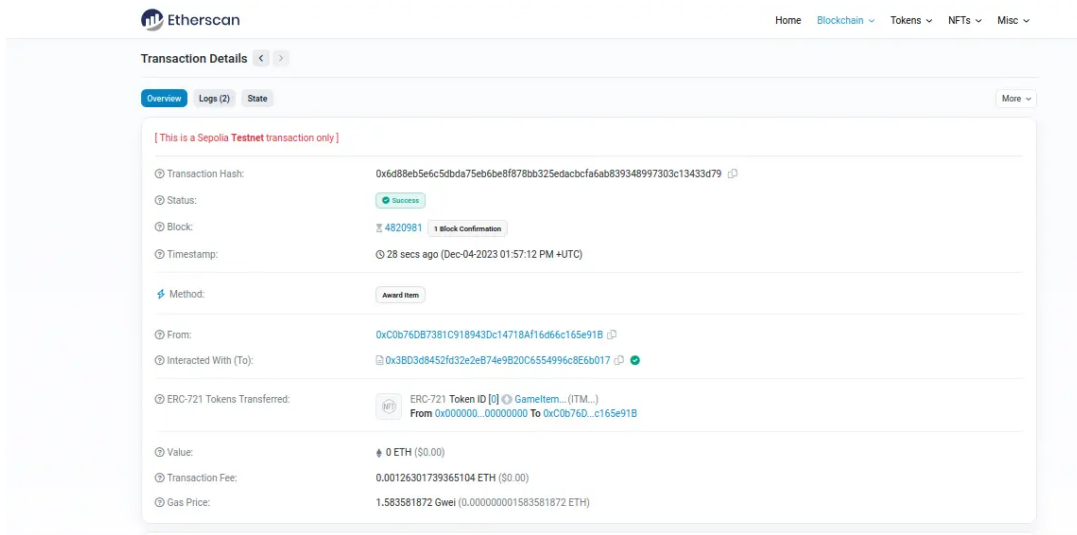 Etherscan
Home Blockchain Tokens NFTs Misc
Transaction Details
Overview Logs (2) State More
[ This is a Sepolia Testnet transaction only ]
Transaction Hash: 0x6d88eb5e6c5dbda75eb6be8f878bb325edacbcfa6ab839348997303c13433d79
Status: Success
Block: 4820981 1 Block Confirmation
Timestamp: 28 secs ago (Dec-04-2023 01:57:12 PM +UTC)
Method: Award Item
From: 0xC0b76DB7381C918943Dc14718Af16d66c165e91B
Interacted With (To): 0x3BD3d8452fd32e2eB74e9B20C6554996c8E6b017
ERC-721 Tokens Transferred: NFT ERC-721 Token ID [0] GameItem... (ITM...)
From 0x000000...00000000 To 0xC0b76D...c165e91B
Value: 0 ETH ($0.00)
Transaction Fee: 0.00126301739365104 ETH ($0.00)
Gas Price: 1.583581872 Gwei (0.000000001583581872 ETH)